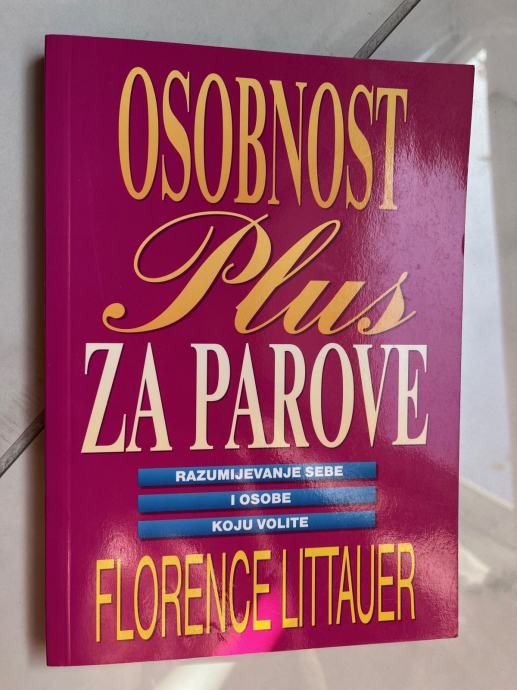 OSOBNOST
Plus
ZA PAROVE
RAZUMIJEVANJE SEBE
I OSOBE
KOJU VOLITE
FLORENCE LITTAUER